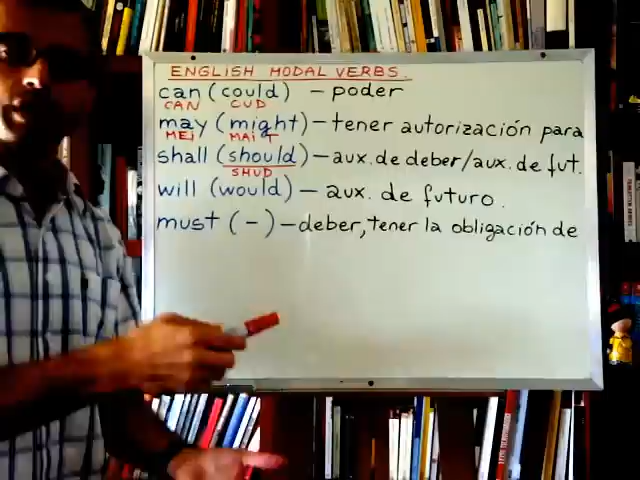 ENGLISH MODAL VERBS.
can (could) – poder
CAN CUD
may (might) – tener autorización para
MEI MAIT
shall (should) – aux. de deber/aux. de fut.
SHUD
will (would) – aux. de futuro.
must (-) – deber, tener la obligación de